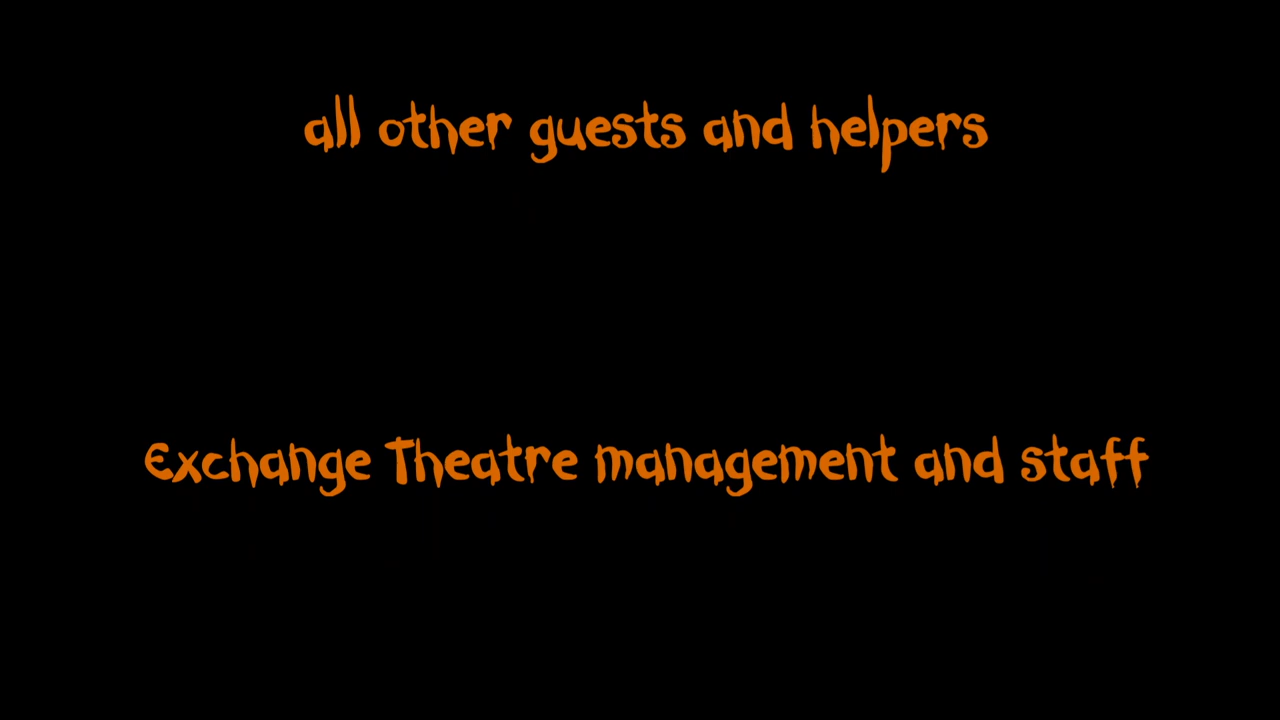 all other guests and helpers
Exchange Theatre management and staff